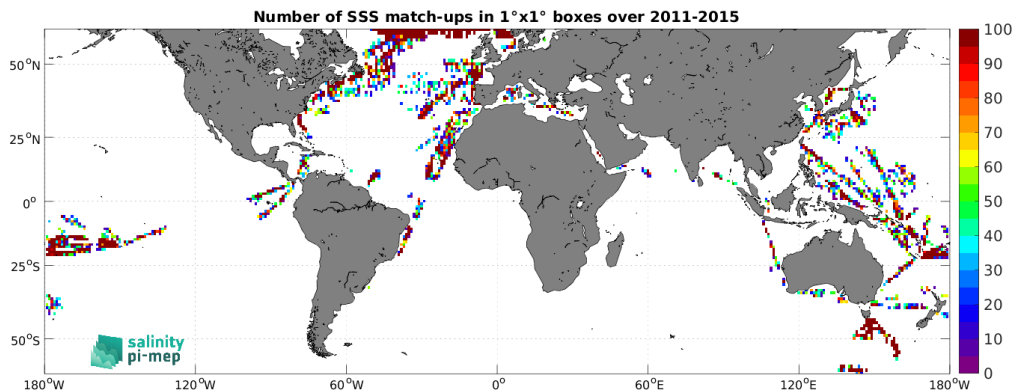 Number of SSS match-ups in 1°x1° boxes over 2011-2015
50°N
25°N
0°
25°S
50°S
180°W
120°W
60°W
0°
60°E
120°E
180°W
100
90
80
70
60
50
40
30
20
10
0
salinity
pi-mep